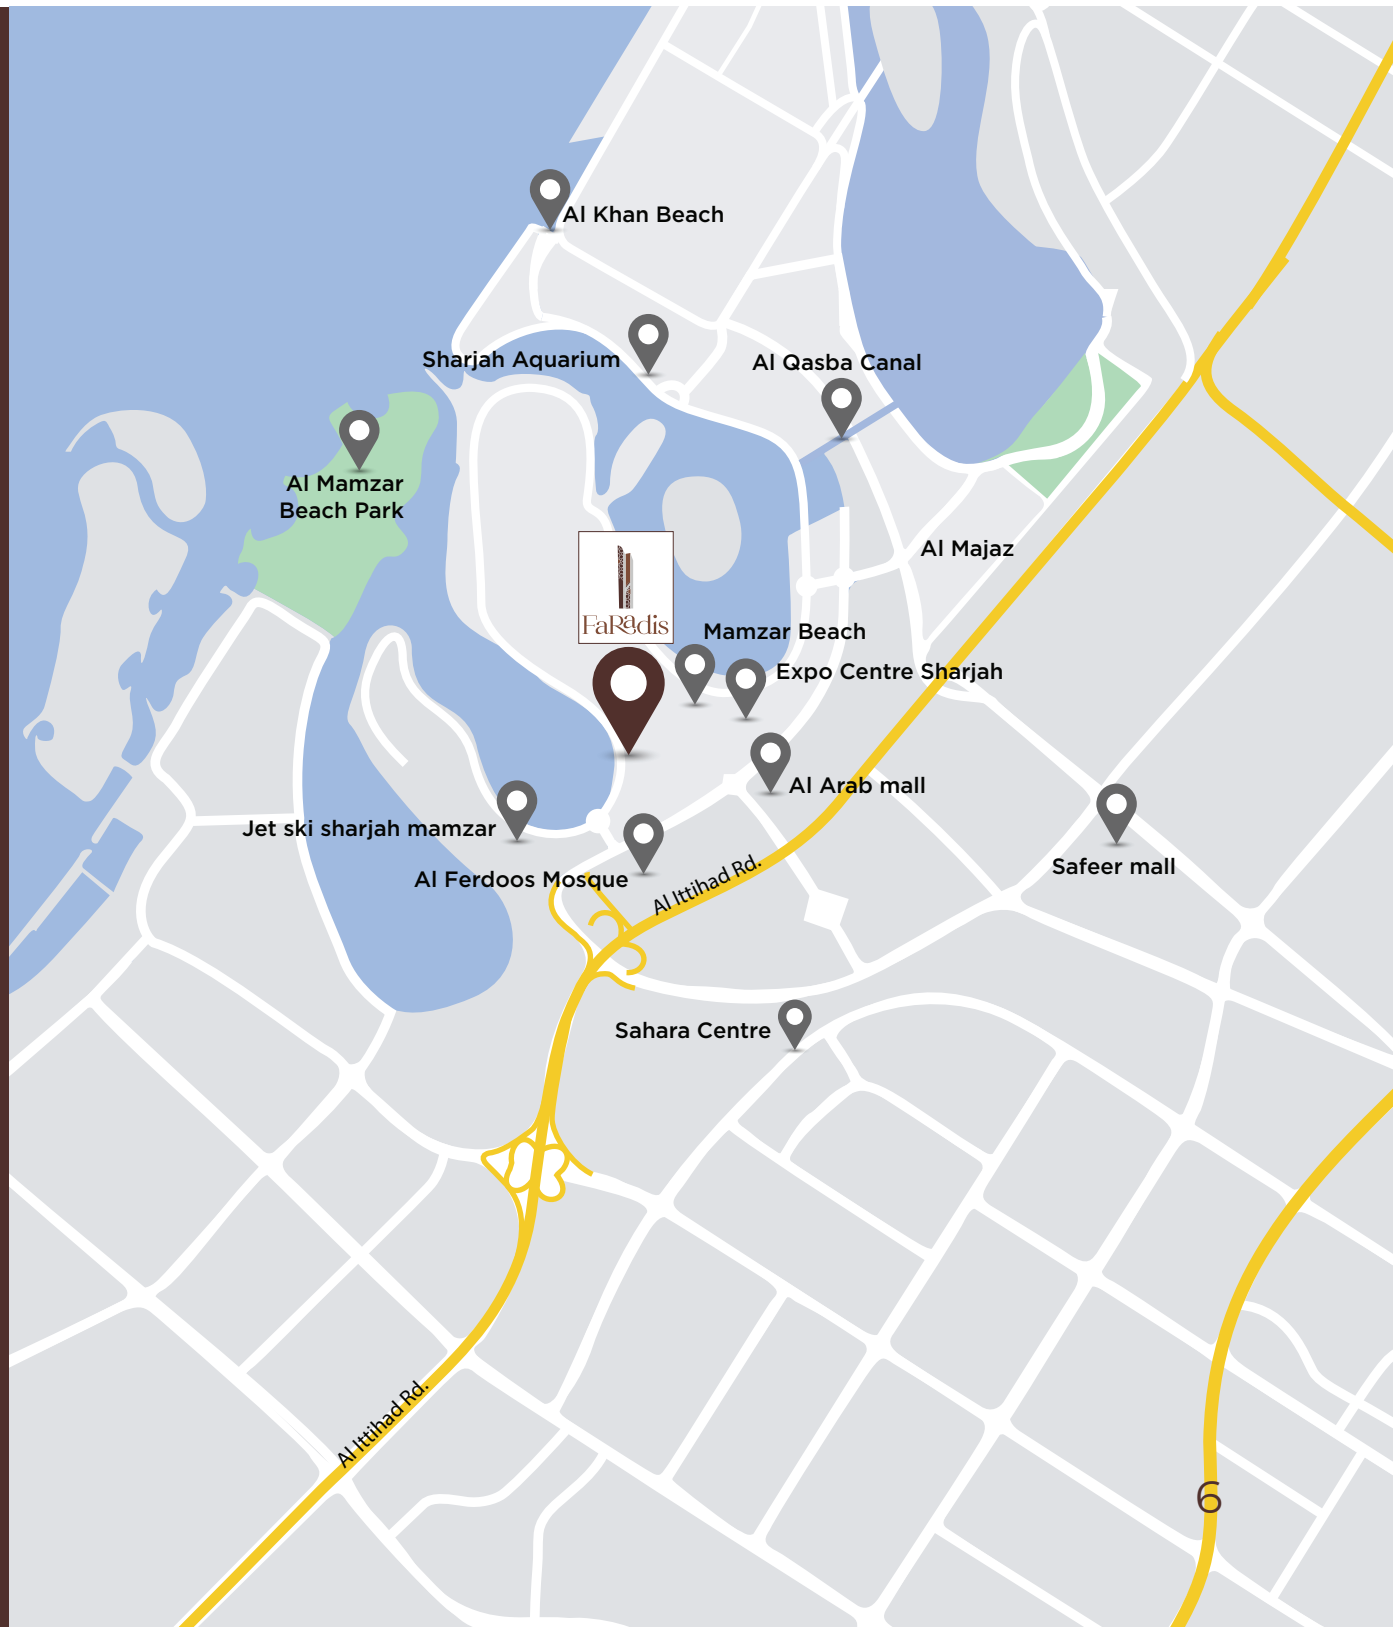 Al Khan Beach
Sharjah Aquarium
Al Qasba Canal
Al Mamzar
Beach Park
Al Majaz
FaRadis
Mamzar Beach
Expo Centre Sharjah
Al Arab mall
Jet ski sharjah mamzar
Safeer mall
Al Ferdoos Mosque
Al Ittihad Rd.
Sahara Centre
Al Ittihad Rd.
6